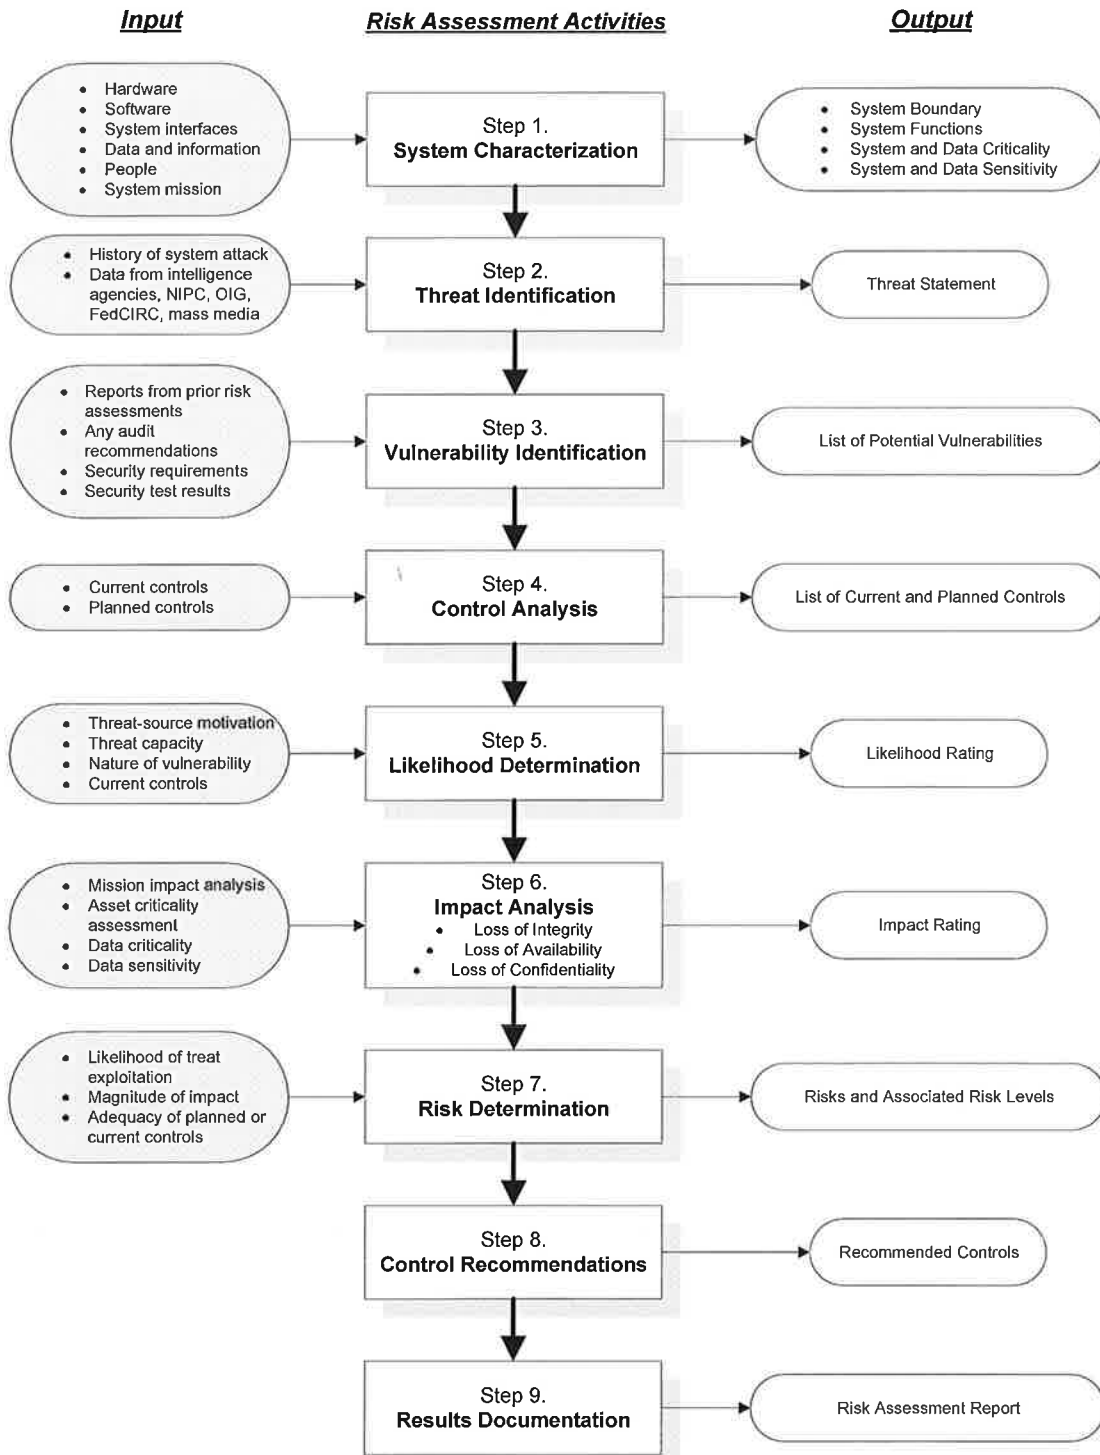 Input
Risk Assessment Activities
Output
• Hardware
• Software
• System interfaces
• Data and information
• People
• System mission
Step 1.
System Characterization
• System Boundary
• System Functions
• System and Data Criticality
• System and Data Sensitivity
• History of system attack
• Data from intelligence
agencies, NIPC, OIG,
FedCIRC, mass media
Step 2.
Threat Identification
Threat Statement
• Reports from prior risk
assessments
• Any audit
recommendations
• Security requirements
• Security test results
Step 3.
Vulnerability Identification
List of Potential Vulnerabilities
• Current controls
• Planned controls
Step 4.
Control Analysis
List of Current and Planned Controls
• Threat-source motivation
• Threat capacity
• Nature of vulnerability
• Current controls
Step 5.
Likelihood Determination
Likelihood Rating
• Mission impact analysis
• Asset criticality
assessment
• Data criticality
• Data sensitivity
Step 6.
Impact Analysis
• Loss of Integrity
• Loss of Availability
• Loss of Confidentiality
Impact Rating
• Likelihood of treat
exploitation
• Magnitude of impact
• Adequacy of planned or
current controls
Step 7.
Risk Determination
Risks and Associated Risk Levels
Step 8.
Control Recommendations
Recommended Controls
Step 9.
Results Documentation
Risk Assessment Report